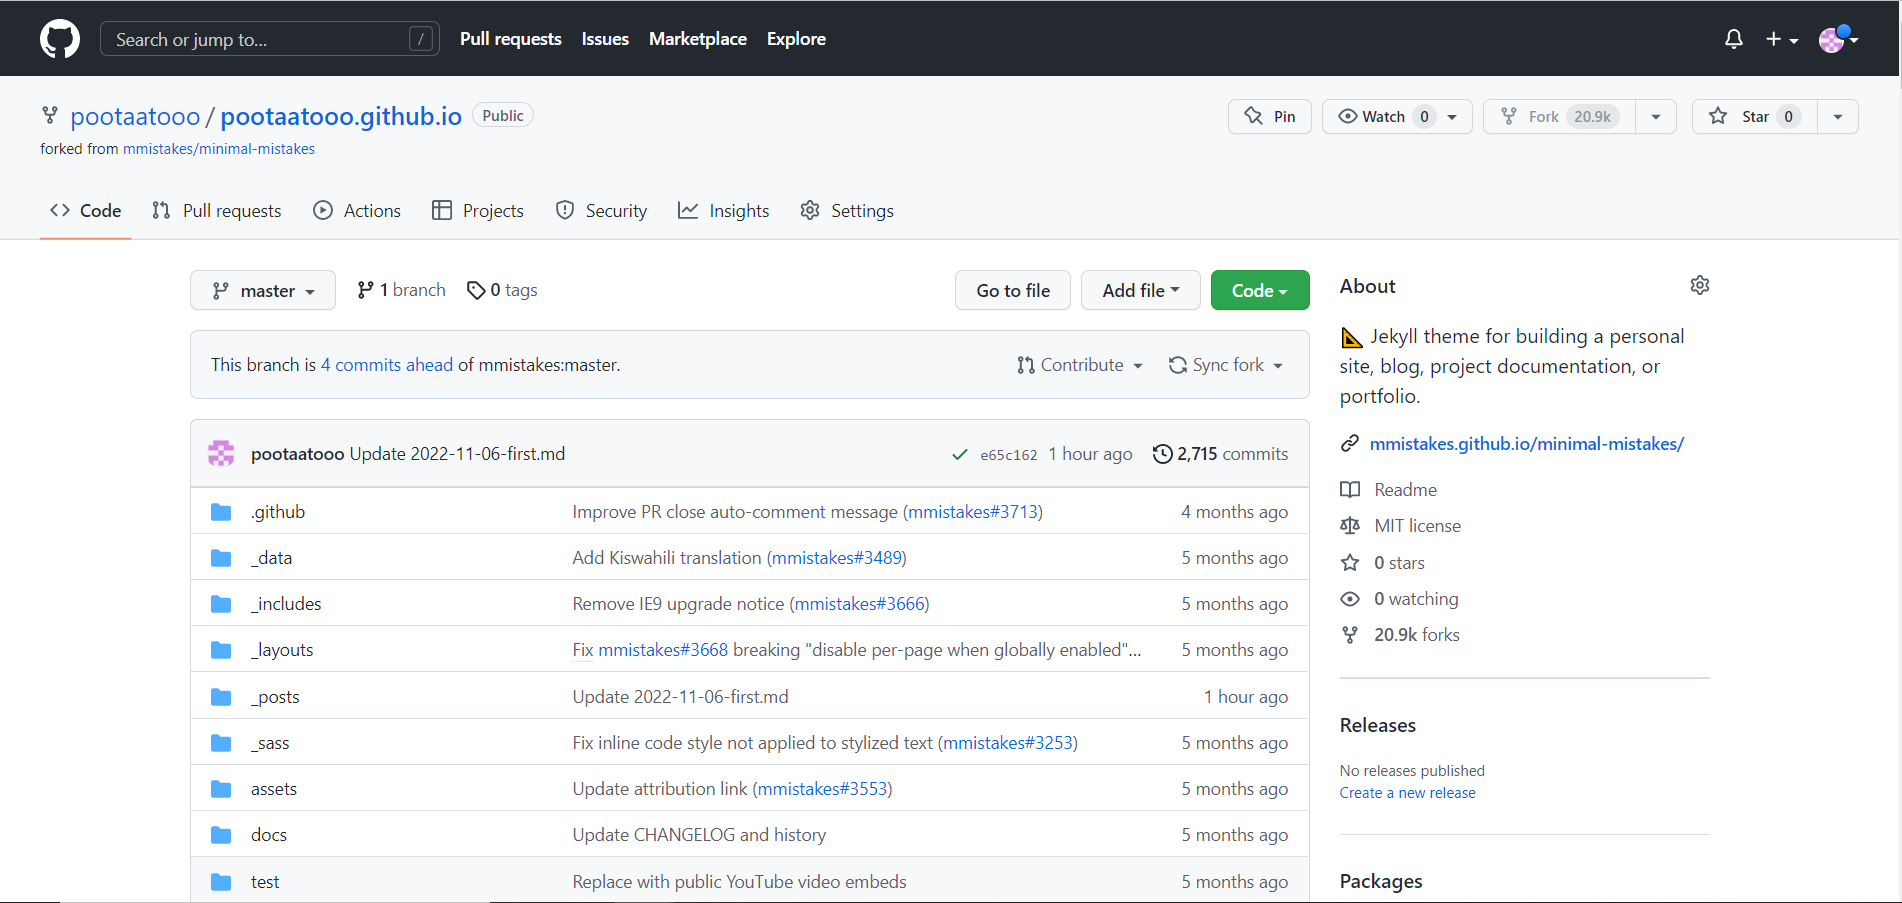 Search or jump to... / Pull requests Issues Marketplace Explore
pootaatooo / pootaatooo.github.io Public Pin Watch 0 Fork 20.9k Star 0
forked from mmistakes/minimal-mistakes
Code Pull requests Actions Projects Security Insights Settings
master 1 branch 0 tags Go to file Add file Code
This branch is 4 commits ahead of mmistakes:master. Contribute Sync fork
pootaatooo Update 2022-11-06-first.md e65c162 1 hour ago 2,715 commits
.github Improve PR close auto-comment message (mmistakes#3713) 4 months ago
_data Add Kiswahili translation (mmistakes#3489) 5 months ago
_includes Remove IE9 upgrade notice (mmistakes#3666) 5 months ago
_layouts Fix mmistakes#3668 breaking "disable per-page when globally enabled"... 5 months ago
_posts Update 2022-11-06-first.md 1 hour ago
_sass Fix inline code style not applied to stylized text (mmistakes#3253) 5 months ago
assets Update attribution link (mmistakes#3553) 5 months ago
docs Update CHANGELOG and history 5 months ago
test Replace with public YouTube video embeds 5 months ago
About
Jekyll theme for building a personal
site, blog, project documentation, or
portfolio.
mmistakes.github.io/minimal-mistakes/
Readme
MIT license
0 stars
0 watching
20.9k forks
Releases
No releases published
Create a new release
Packages